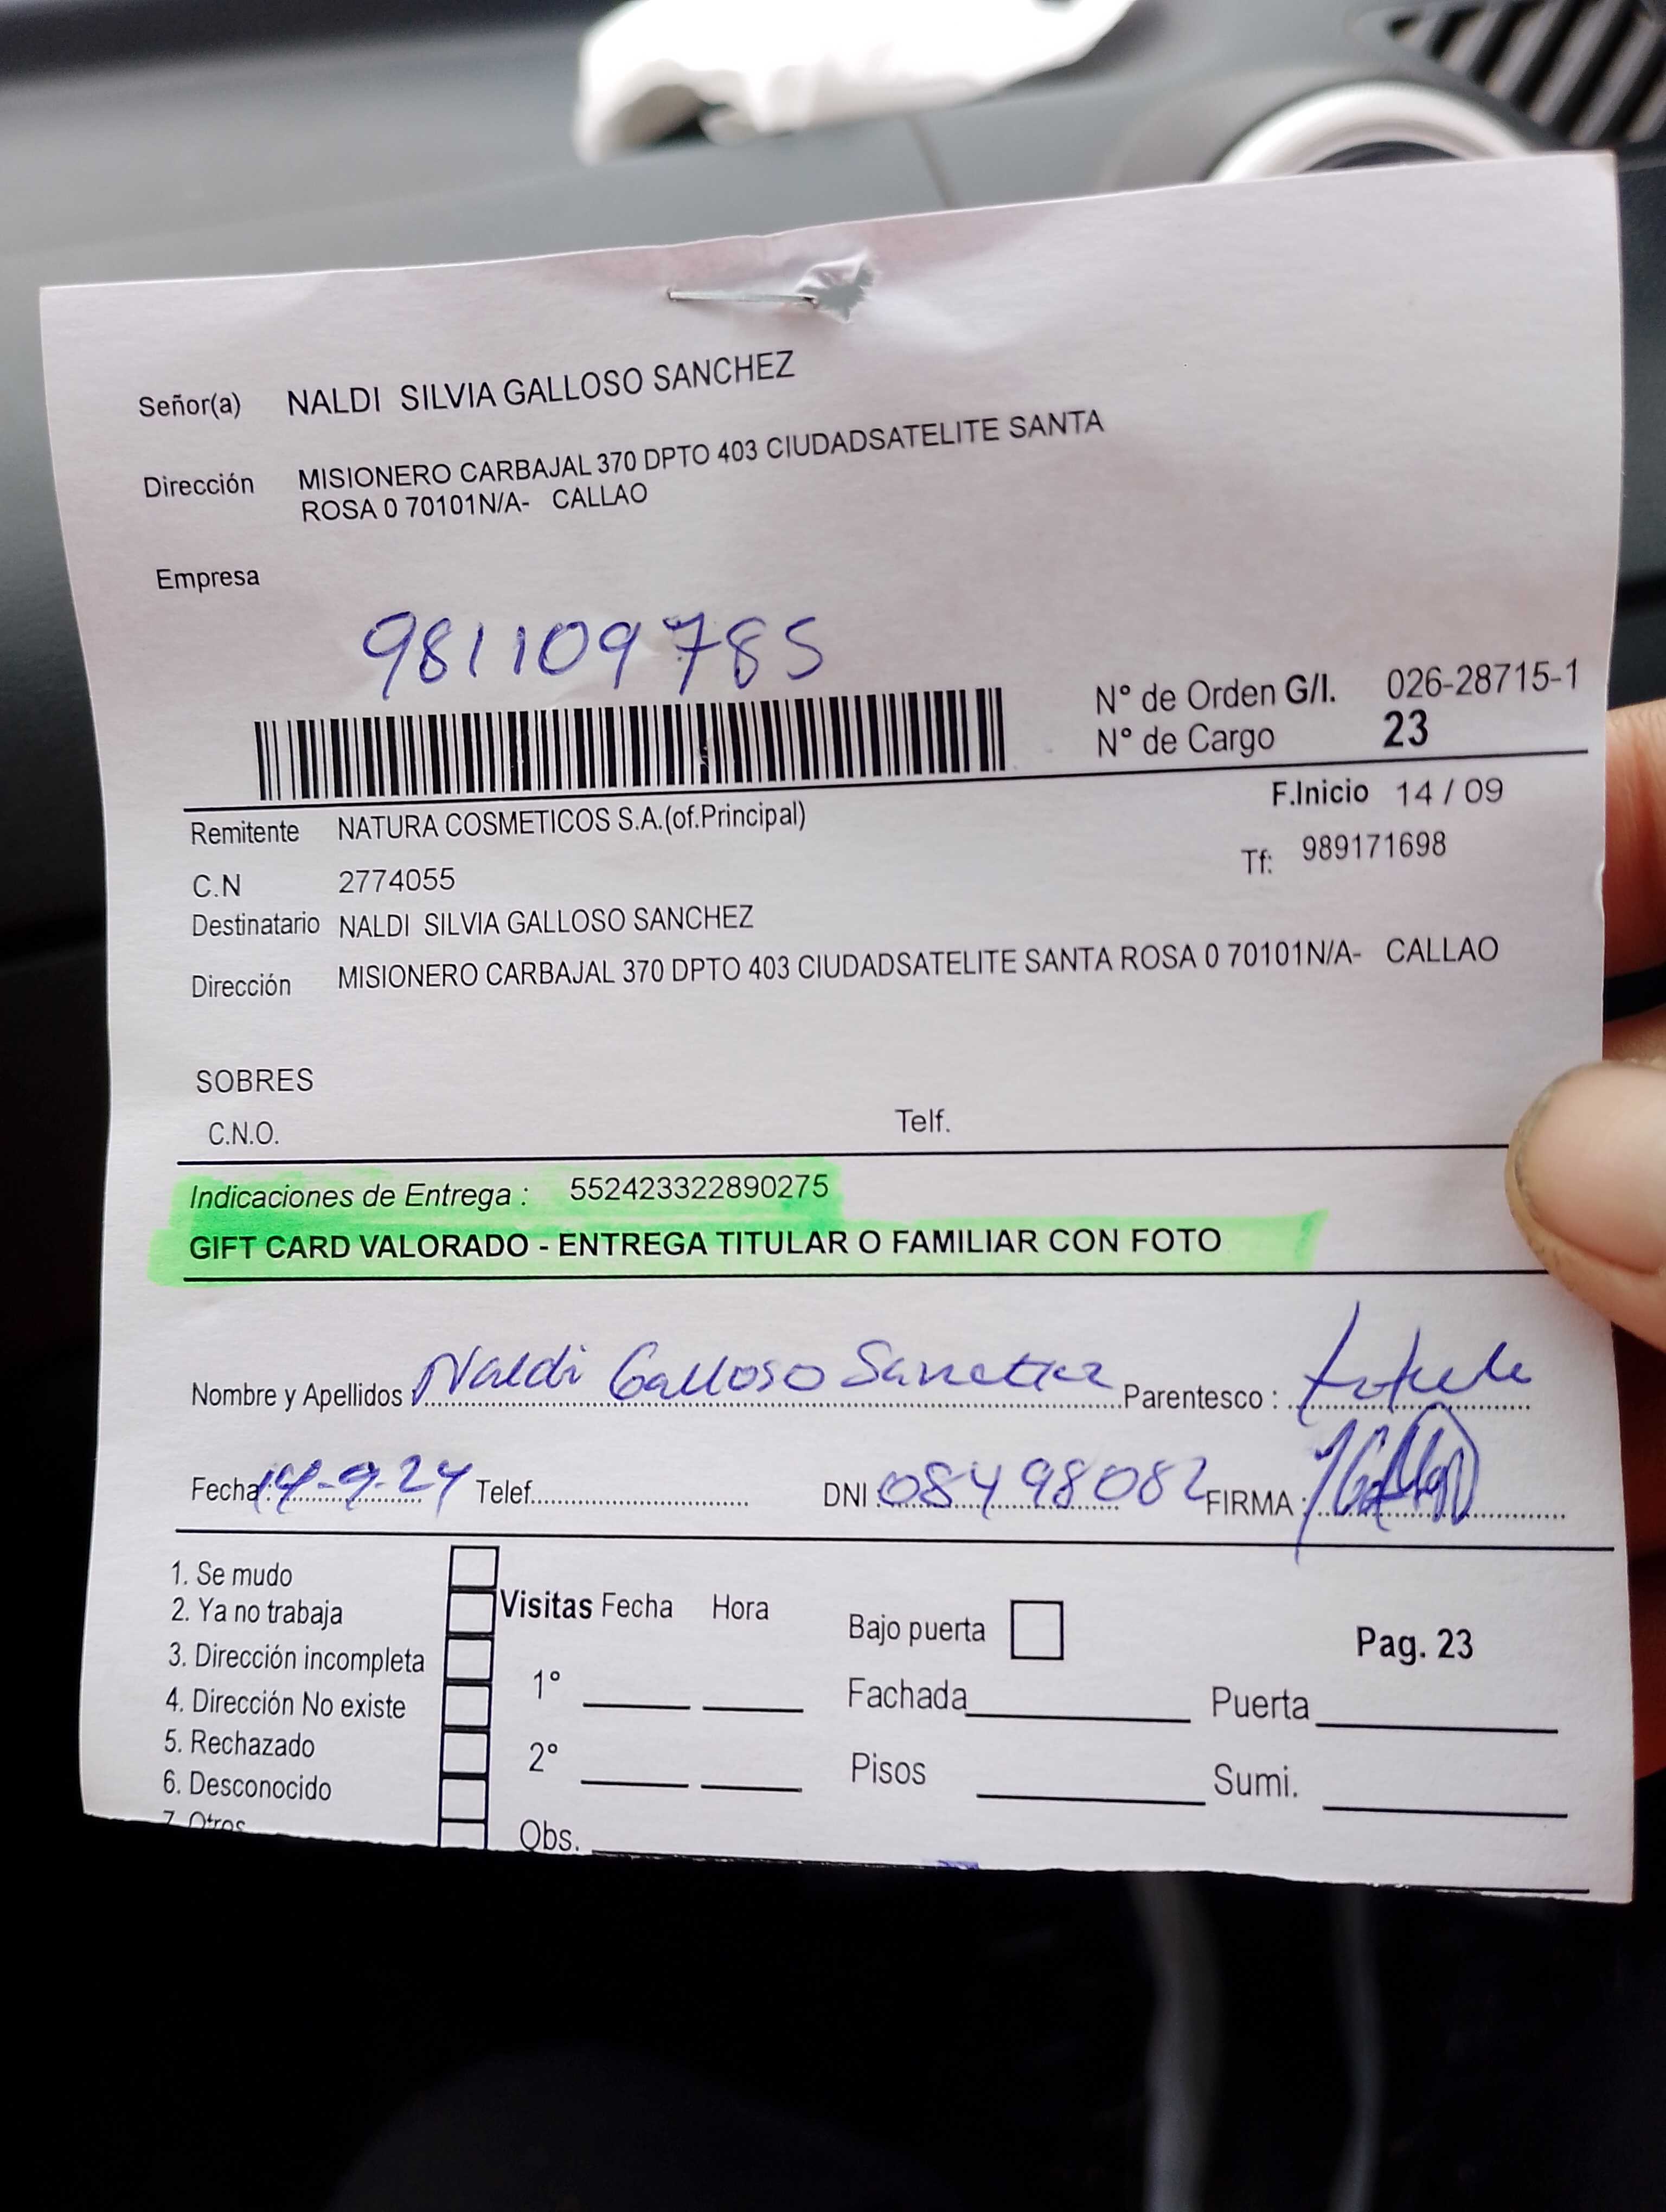 Señor(a) NALDI SILVIA GALLOSO SANCHEZ
Dirección MISIONERO CARBAJAL 370 DPTO 403 CIUDADSATELITE SANTA
ROSA 0 70101N/A- CALLAO
Empresa
981109785
N° de Orden G/I. 026-28715-1
N° de Cargo 23
F.Inicio 14 / 09
Remitente NATURA COSMETICOS S.A.(of.Principal)
Tf: 989171698
C.N 2774055
Destinatario NALDI SILVIA GALLOSO SANCHEZ
Dirección MISIONERO CARBAJAL 370 DPTO 403 CIUDADSATELITE SANTA ROSA 0 70101N/A- CALLAO
SOBRES
C.N.O. Telf.
Indicaciones de Entrega : 552423322890275
GIFT CARD VALORADO - ENTREGA TITULAR O FAMILIAR CON FOTO
Nombre y Apellidos Naldi Galloso Sanchez Parentesco :
Fecha: 14-9-24 Telef. DNI: 08498082 FIRMA :
1. Se mudo
2. Ya no trabaja
3. Dirección incompleta
4. Dirección No existe
5. Rechazado
6. Desconocido
7. Otros
Visitas Fecha Hora
1°
2°
Obs.
Bajo puerta
Pag. 23
Fachada Puerta
Pisos Sumi.